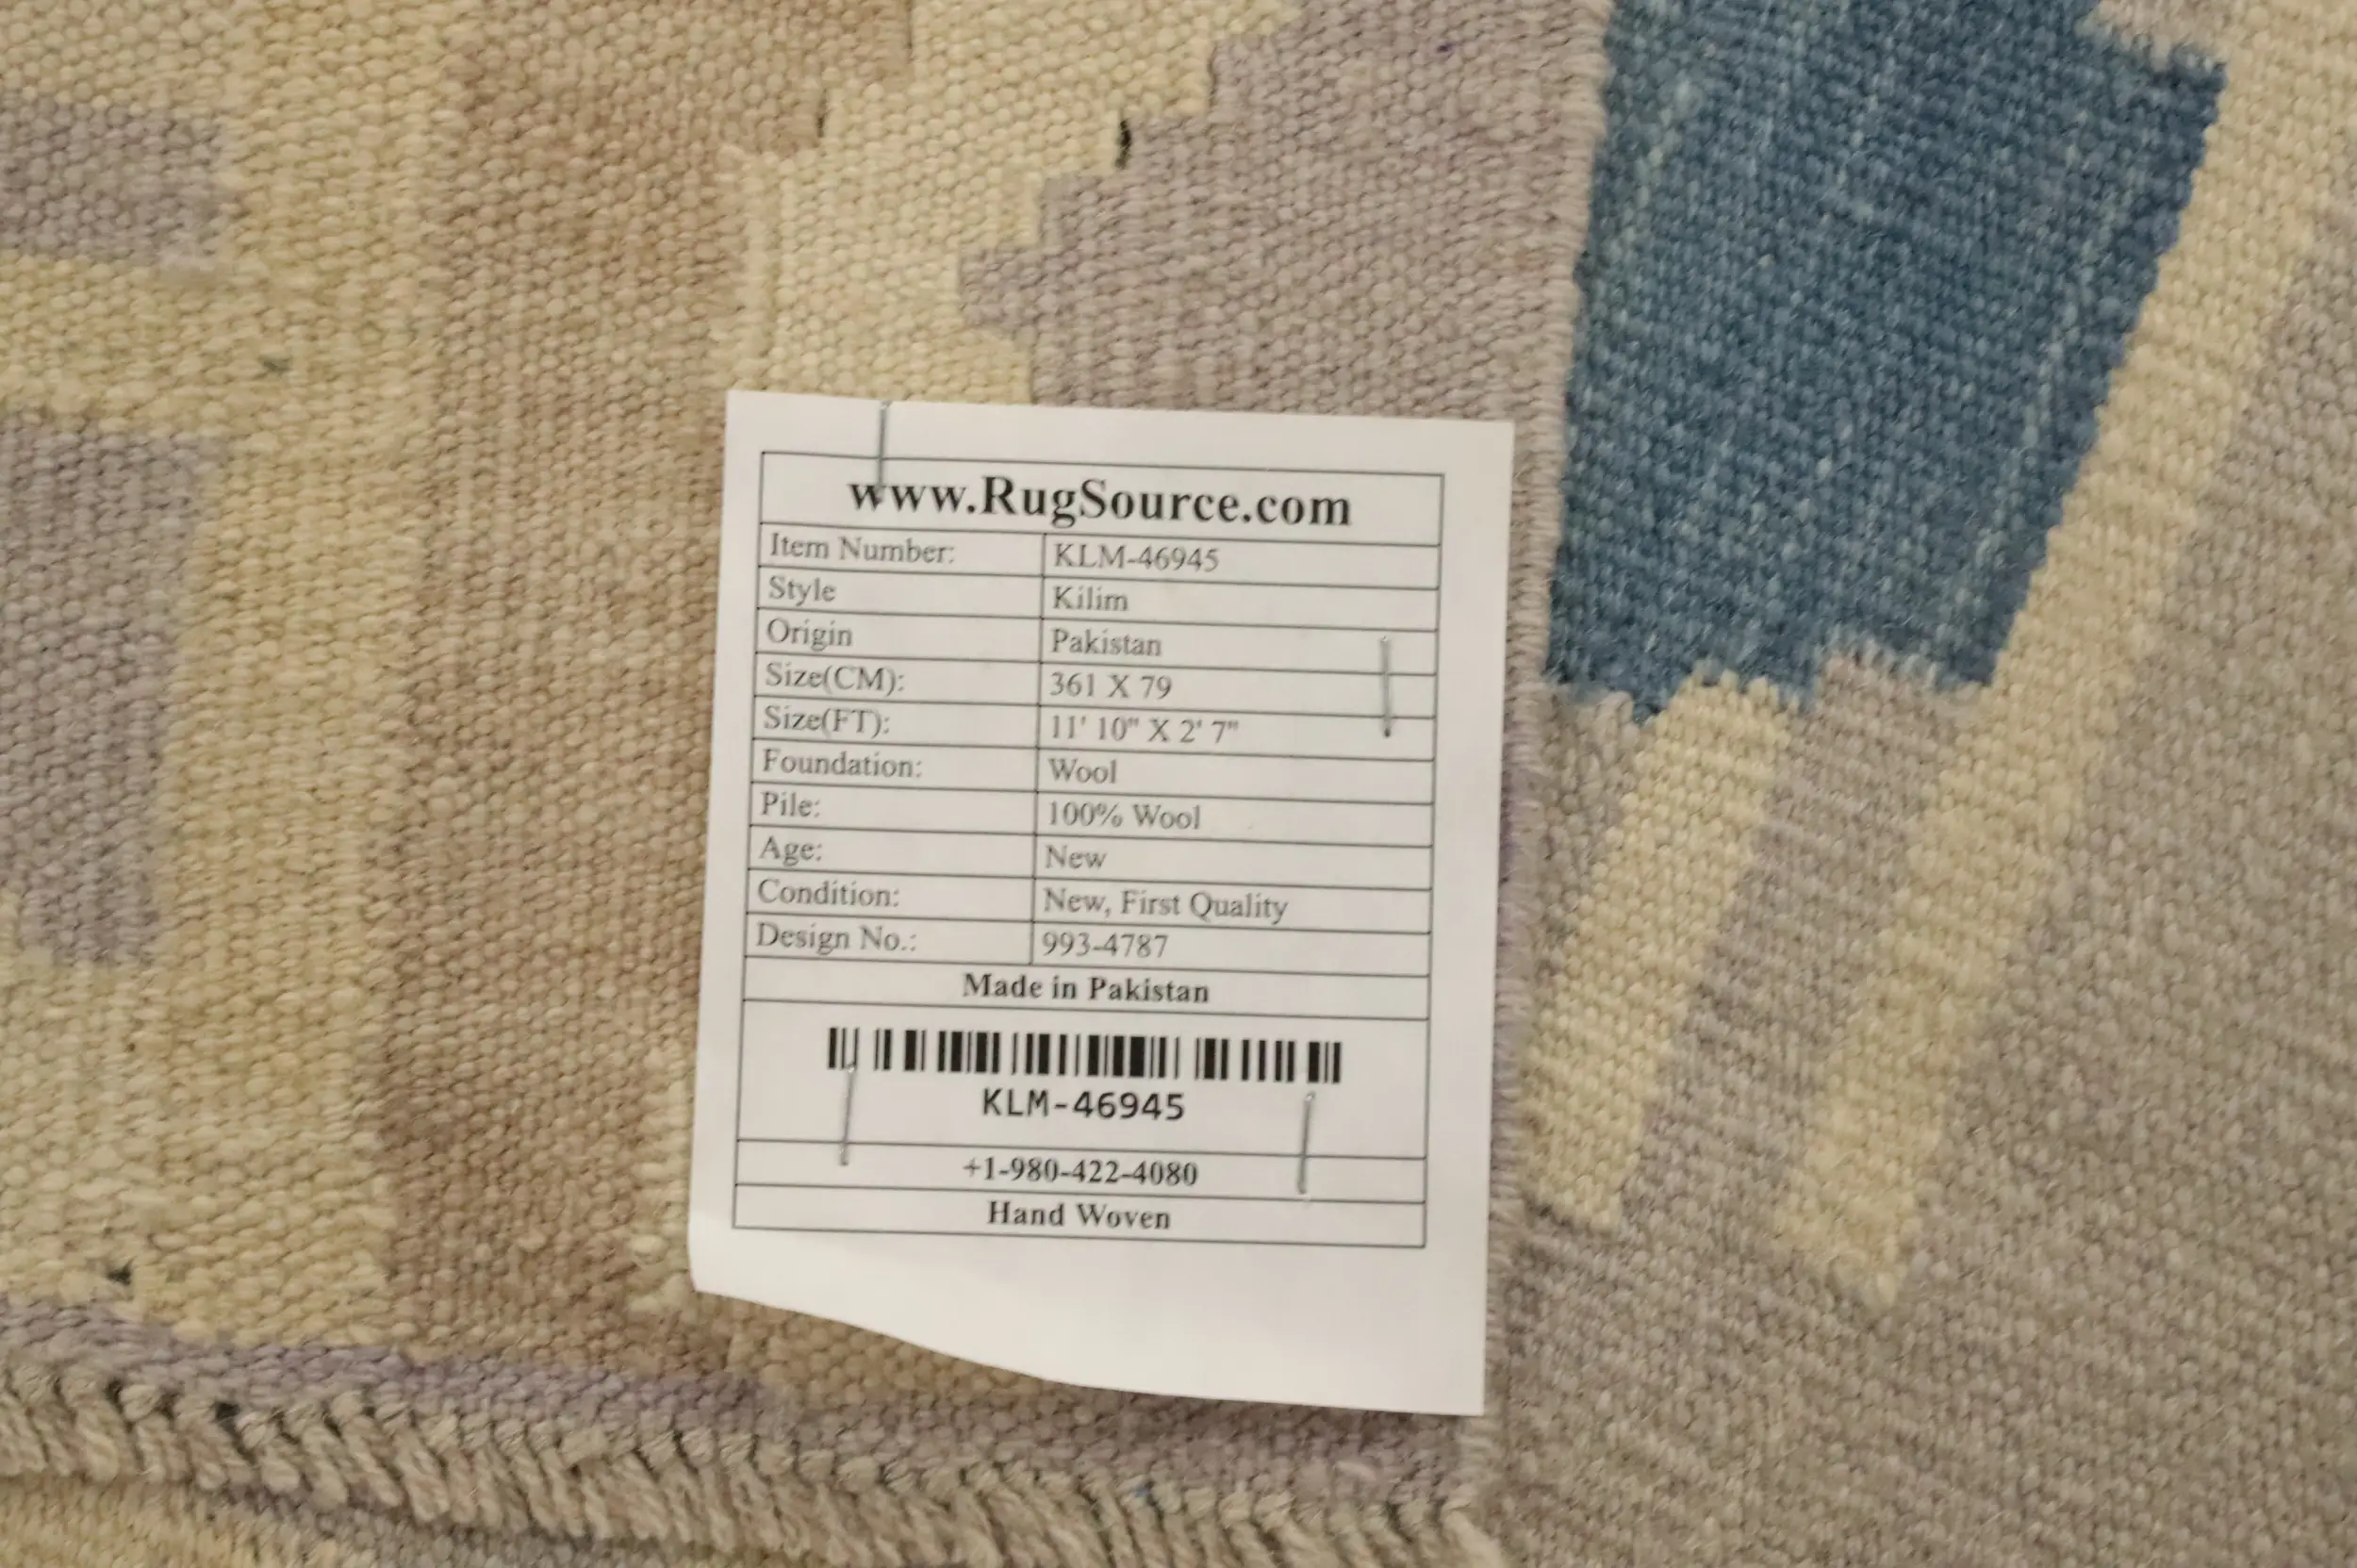 www.RugSource.com
Item Number: KLM-46945
Style Kilim
Origin Pakistan
Size(CM): 361 X 79
Size(FT): 11' 10" X 2' 7"
Foundation: Wool
Pile: 100% Wool
Age: New
Condition: New, First Quality
Design No.: 993-4787
Made in Pakistan
KLM-46945
+1-980-422-4080
Hand Woven